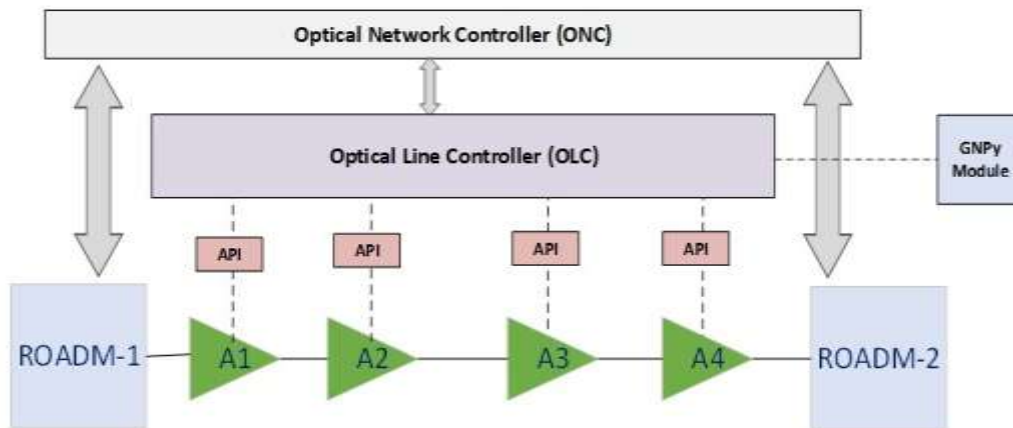 Optical Network Controller (ONC)
Optical Line Controller (OLC)
GNPy
Module
API
API
API
API
ROADM-1
A1
A2
A3
A4
ROADM-2